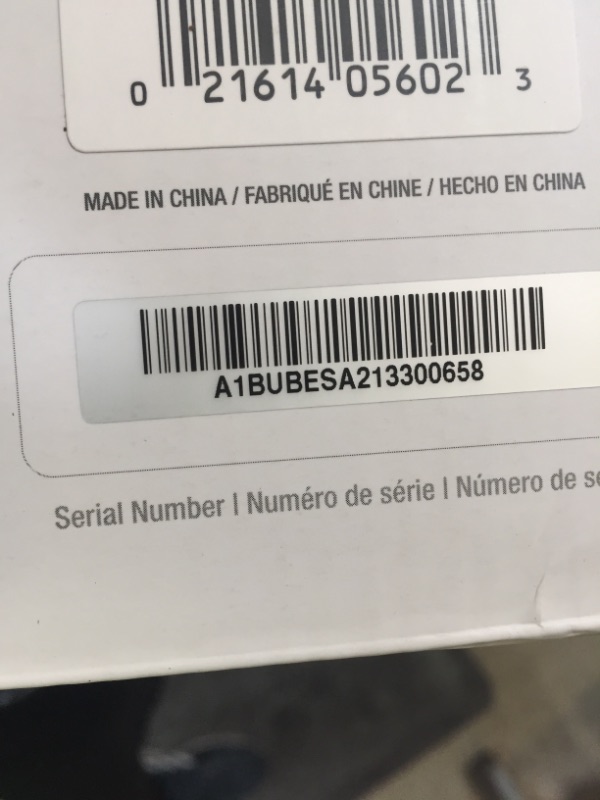 0 21614 05602 3
MADE IN CHINA / FABRIQUÉ EN CHINE / HECHO EN CHINA
A1BUBESA213300658
Serial Number | Numéro de série | Número de